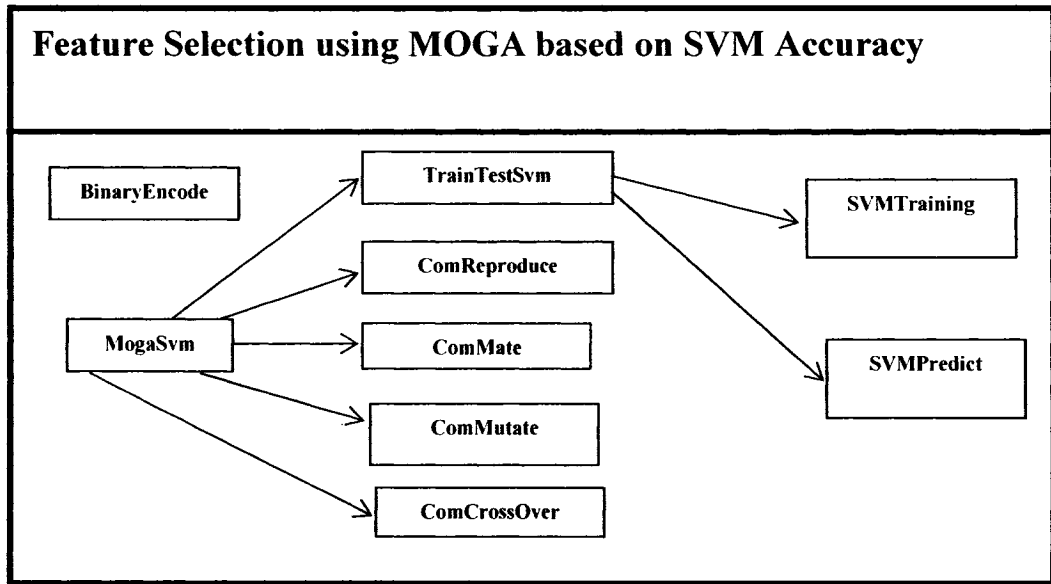 Feature Selection using MOGA based on SVM Accuracy
BinaryEncode
TrainTestSvm
SVMTraining
ComReproduce
MogaSvm
ComMate
SVMPredict
ComMutate
ComCrossOver